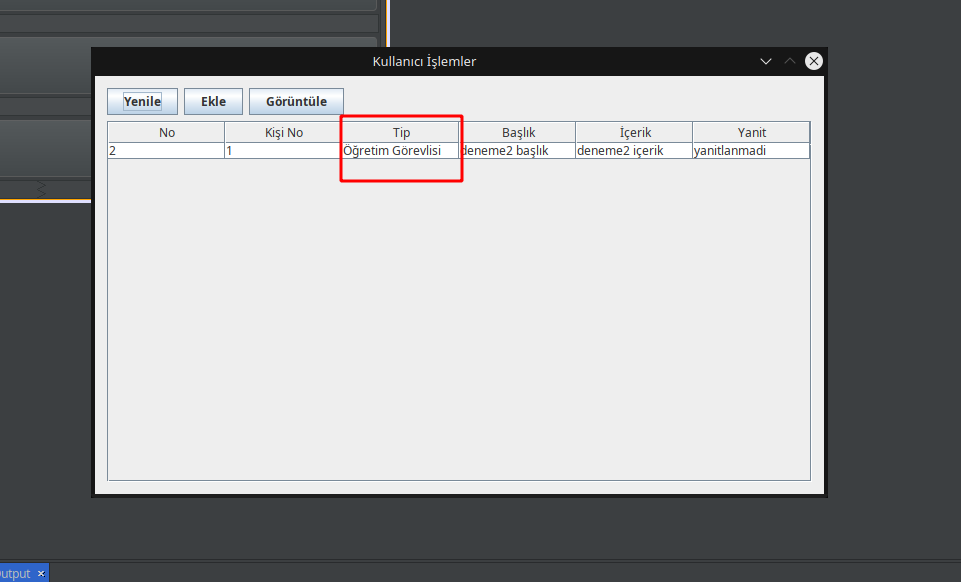 Kullanıcı İşlemler
Yenile Ekle Görüntüle
No Kişi No Tip Başlık İçerik Yanit
2 1 Öğretim Görevlisi deneme2 başlık deneme2 içerik yanitlanmadi